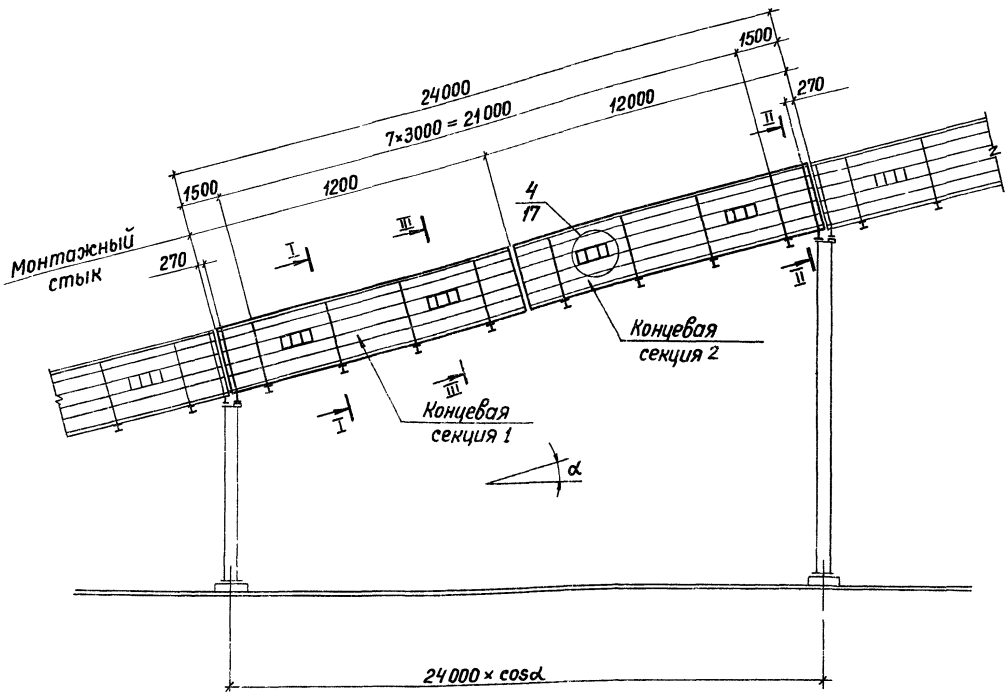 24000
1500
7×3000 = 21000
12000
270
II
1500
1200
4
17
III
I
Монтажный
стык
270
II
Концевая
секция 2
III
I
Концевая
секция 1
α
24000 × cosα